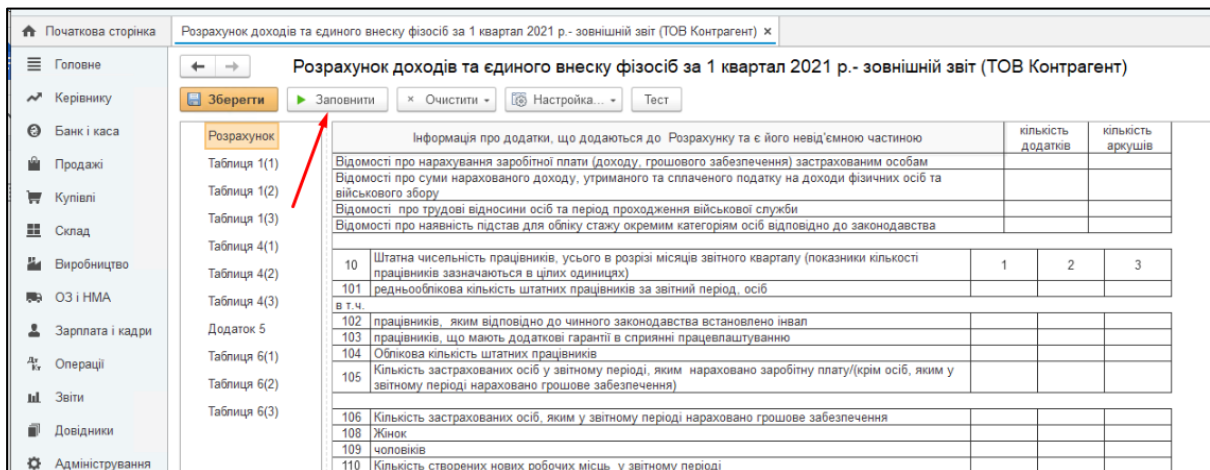 Початкова сторінка
Розрахунок доходів та єдиного внеску фізосіб за 1 квартал 2021 р.- зовнішній звіт (ТОВ Контрагент) ×
Головне
Керівнику
Банк і каса
Продажі
Купівлі
Склад
Виробництво
ОЗ і НМА
Зарплата і кадри
Операції
Звіти
Довідники
Адміністрування
Розрахунок доходів та єдиного внеску фізосіб за 1 квартал 2021 р.- зовнішній звіт (ТОВ Контрагент)
Зберегти Заповнити Очистити Настройка... Тест
Розрахунок
Таблиця 1(1)
Таблиця 1(2)
Таблиця 1(3)
Таблиця 4(1)
Таблиця 4(2)
Таблиця 4(3)
Додаток 5
Таблиця 6(1)
Таблиця 6(2)
Таблиця 6(3)
Інформація про додатки, що додаються до Розрахунку та є його невід'ємною частиною
кількість додатків
кількість аркушів
Відомості про нарахування заробітної плати (доходу, грошового забезпечення) застрахованим особам
Відомості про суми нарахованого доходу, утриманого та сплаченого податку на доходи фізичних осіб та
військового збору
Відомості про трудові відносини осіб та період проходження військової служби
Відомості про наявність підстав для обліку стажу окремим категоріям осіб відповідно до законодавства
10 Штатна чисельність працівників, усього в розрізі місяців звітного кварталу (показники кількості
працівників зазначаються в цілих одиницях) 1 2 3
101 редньооблікова кількість штатних працівників за звітний період, осіб
в т.ч.
102 працівників, яким відповідно до чинного законодавства встановлено інвал
103 працівників, що мають додаткові гарантії в сприянні працевлаштуванню
104 Облікова кількість штатних працівників
105 Кількість застрахованих осіб у звітному періоді, яким нараховано заробітну плату/(крім осіб, яким у
звітному періоді нараховано грошове забезпечення)
106 Кількість застрахованих осіб, яким у звітному періоді нараховано грошове забезпечення
108 Жінок
109 чоловіків
110 Кількість створених нових робочих місць у звітному періоді